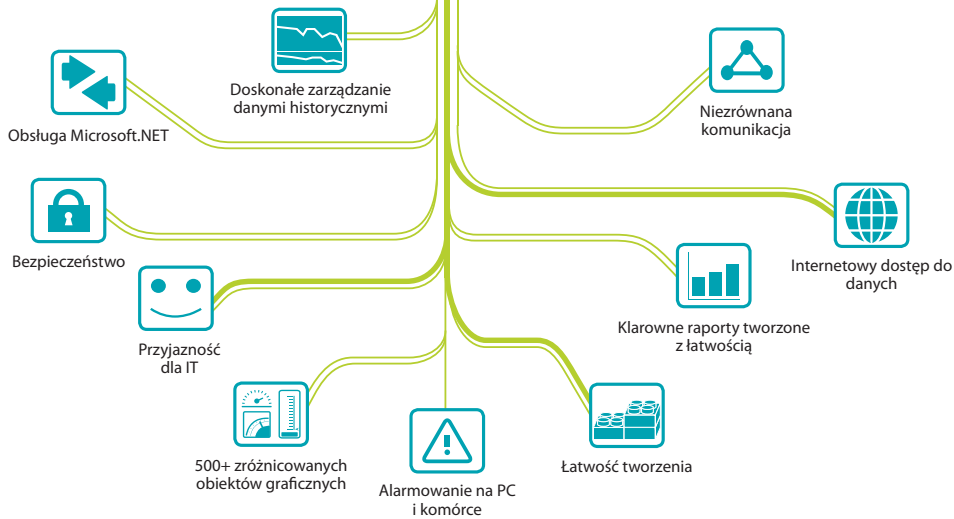 Doskonałe zarządzanie
danymi historycznymi
Niezrównana
komunikacja
Obsługa Microsoft.NET
Bezpieczeństwo
Internetowy dostęp do
danych
Klarowne raporty tworzone
z łatwością
Przyjazność
dla IT
500+ zróżnicowanych
obiektów graficznych
Alarmowanie na PC
i komórce
Łatwość tworzenia